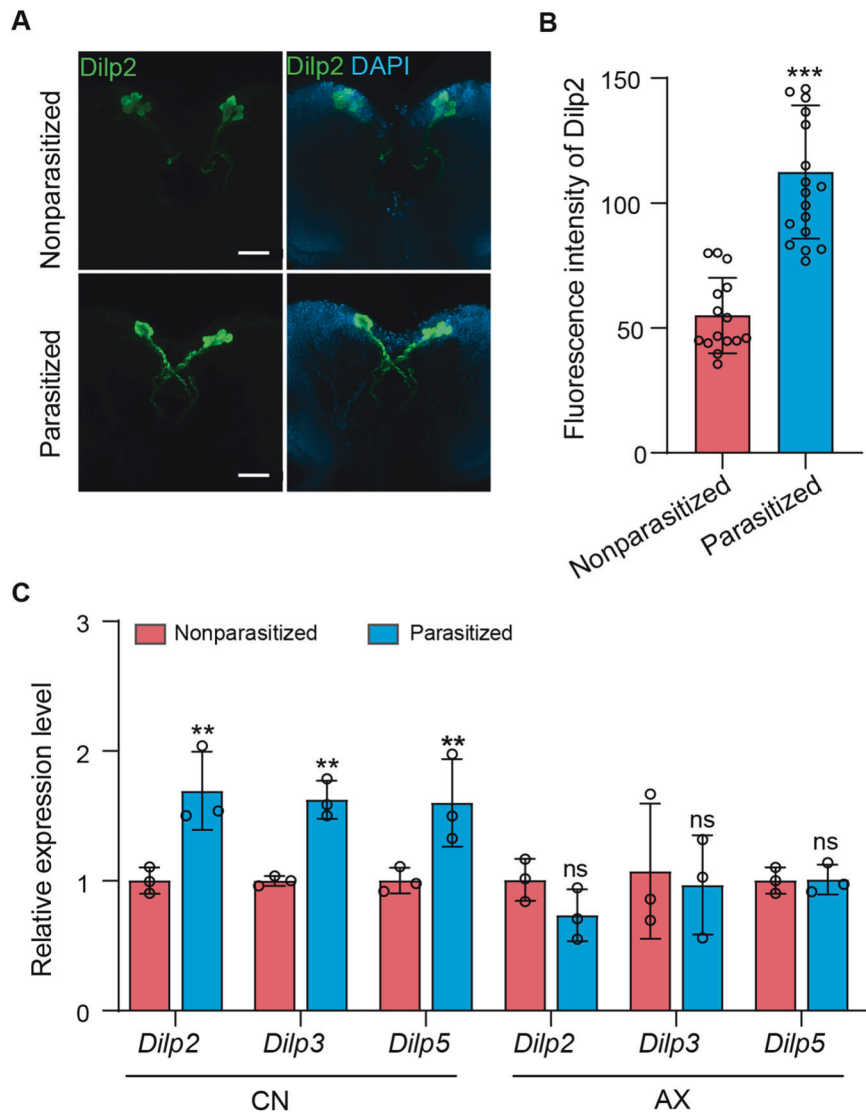 A
Dilp2
Dilp2 DAPI
Nonparasitized
Parasitized
B
Fluorescence intensity of Dilp2
150
100
50
0
***
Nonparasitized
Parasitized
C
Relative expression level
3
2
1
0
Nonparasitized
Parasitized
**
**
**
ns
ns
ns
Dilp2
Dilp3
Dilp5
Dilp2
Dilp3
Dilp5
CN
AX